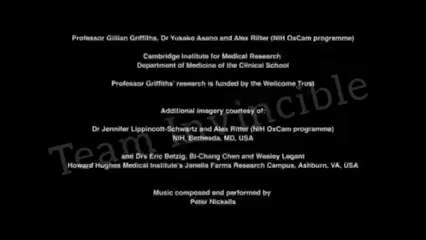 Professor Gillian Griffiths, Dr Yukako Asano and Alex Ritter (NIH OxCam programme)
Cambridge Institute for Medical Research
Department of Medicine of the Clinical School
Professor Griffiths' research is funded by the Wellcome Trust
Additional imagery courtesy of:
Dr Jennifer Lippincott-Schwartz and Alex Ritter (NIH OxCam programme)
NIH, Bethesda, MD, USA
and Drs Eric Betzig, Bi-Chang Chen and Wesley Legant
Howard Hughes Medical Institute's Janelia Farms Research Campus, Ashburn, VA, USA
Music composed and performed by
Peter Nickalls
Team Invincible